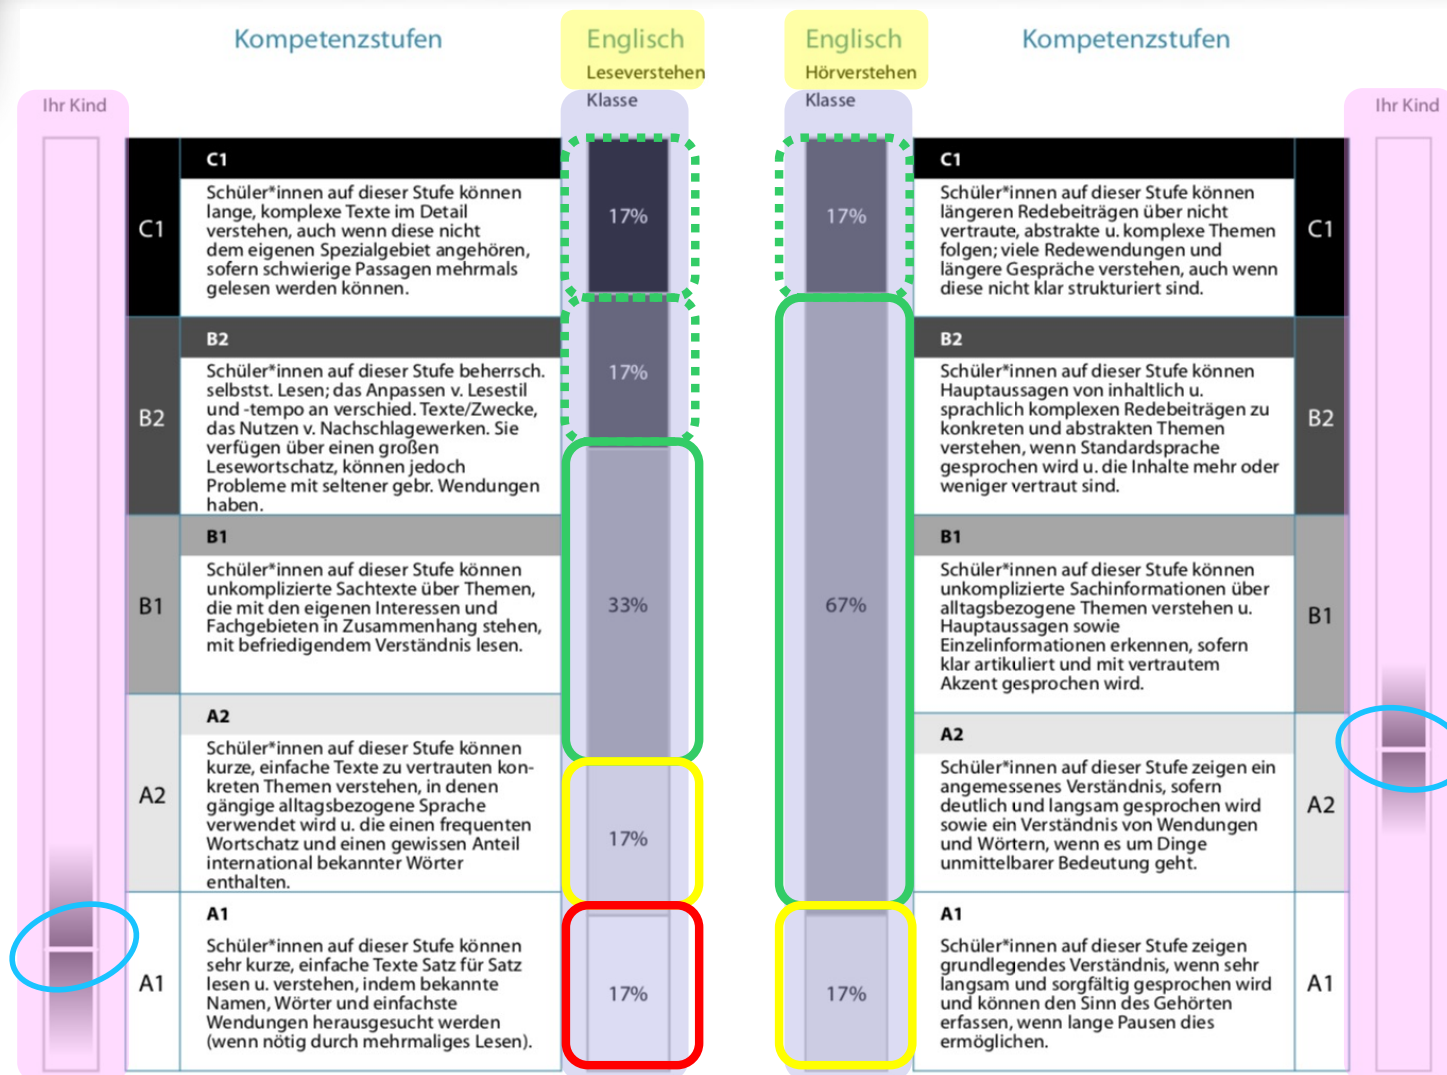 Kompetenzstufen
Englisch
Leseverstehen
Klasse
Ihr Kind
C1
C1
Schüler*innen auf dieser Stufe können
lange, komplexe Texte im Detail
verstehen, auch wenn diese nicht
dem eigenen Spezialgebiet angehören,
sofern schwierige Passagen mehrmals
gelesen werden können.
17%
B2
B2
Schüler*innen auf dieser Stufe beherrsch.
selbstst. Lesen; das Anpassen v. Lesestil
und -tempo an verschied. Texte/Zwecke,
das Nutzen v. Nachschlagewerken. Sie
verfügen über einen großen
Lesewortschatz, können jedoch
Probleme mit seltener gebr. Wendungen
haben.
17%
B1
B1
Schüler*innen auf dieser Stufe können
unkomplizierte Sachtexte über Themen,
die mit den eigenen Interessen und
Fachgebieten in Zusammenhang stehen,
mit befriedigendem Verständnis lesen.
33%
A2
A2
Schüler*innen auf dieser Stufe können
kurze, einfache Texte zu vertrauten kon-
kreten Themen verstehen, in denen
gängige alltagsbezogene Sprache
verwendet wird u. die einen frequenten
Wortschatz und einen gewissen Anteil
international bekannter Wörter
enthalten.
17%
A1
A1
Schüler*innen auf dieser Stufe können
sehr kurze, einfache Texte Satz für Satz
lesen u. verstehen, indem bekannte
Namen, Wörter und einfachste
Wendungen herausgesucht werden
(wenn nötig durch mehrmaliges Lesen).
17%
Englisch
Hörverstehen
Klasse
Kompetenzstufen
Ihr Kind
17%
C1
Schüler*innen auf dieser Stufe können
längeren Redebeiträgen über nicht
vertraute, abstrakte u. komplexe Themen
folgen; viele Redewendungen und
längere Gespräche verstehen, auch wenn
diese nicht klar strukturiert sind.
C1
B2
Schüler*innen auf dieser Stufe können
Hauptaussagen von inhaltlich u.
sprachlich komplexen Redebeiträgen zu
konkreten und abstrakten Themen
verstehen, wenn Standardsprache
gesprochen wird u. die Inhalte mehr oder
weniger vertraut sind.
B2
67%
B1
Schüler*innen auf dieser Stufe können
unkomplizierte Sachinformationen über
alltagsbezogene Themen verstehen u.
Hauptaussagen sowie
Einzelinformationen erkennen, sofern
klar artikuliert und mit vertrautem
Akzent gesprochen wird.
B1
A2
Schüler*innen auf dieser Stufe zeigen ein
angemessenes Verständnis, sofern
deutlich und langsam gesprochen wird
sowie ein Verständnis von Wendungen
und Wörtern, wenn es um Dinge
unmittelbarer Bedeutung geht.
A2
17%
A1
Schüler*innen auf dieser Stufe zeigen
grundlegendes Verständnis, wenn sehr
langsam und sorgfältig gesprochen wird
und können den Sinn des Gehörten
erfassen, wenn lange Pausen dies
ermöglichen.
A1